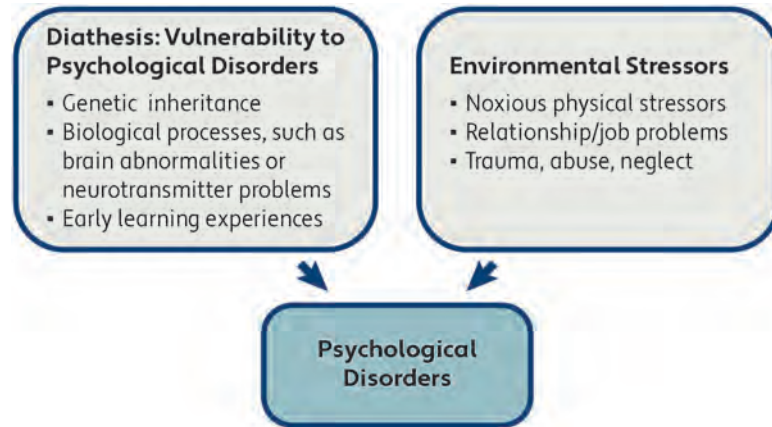 Diathesis: Vulnerability to
Psychological Disorders
▪ Genetic inheritance
▪ Biological processes, such as
brain abnormalities or
neurotransmitter problems
▪ Early learning experiences
Environmental Stressors
▪ Noxious physical stressors
▪ Relationship/job problems
▪ Trauma, abuse, neglect
Psychological
Disorders